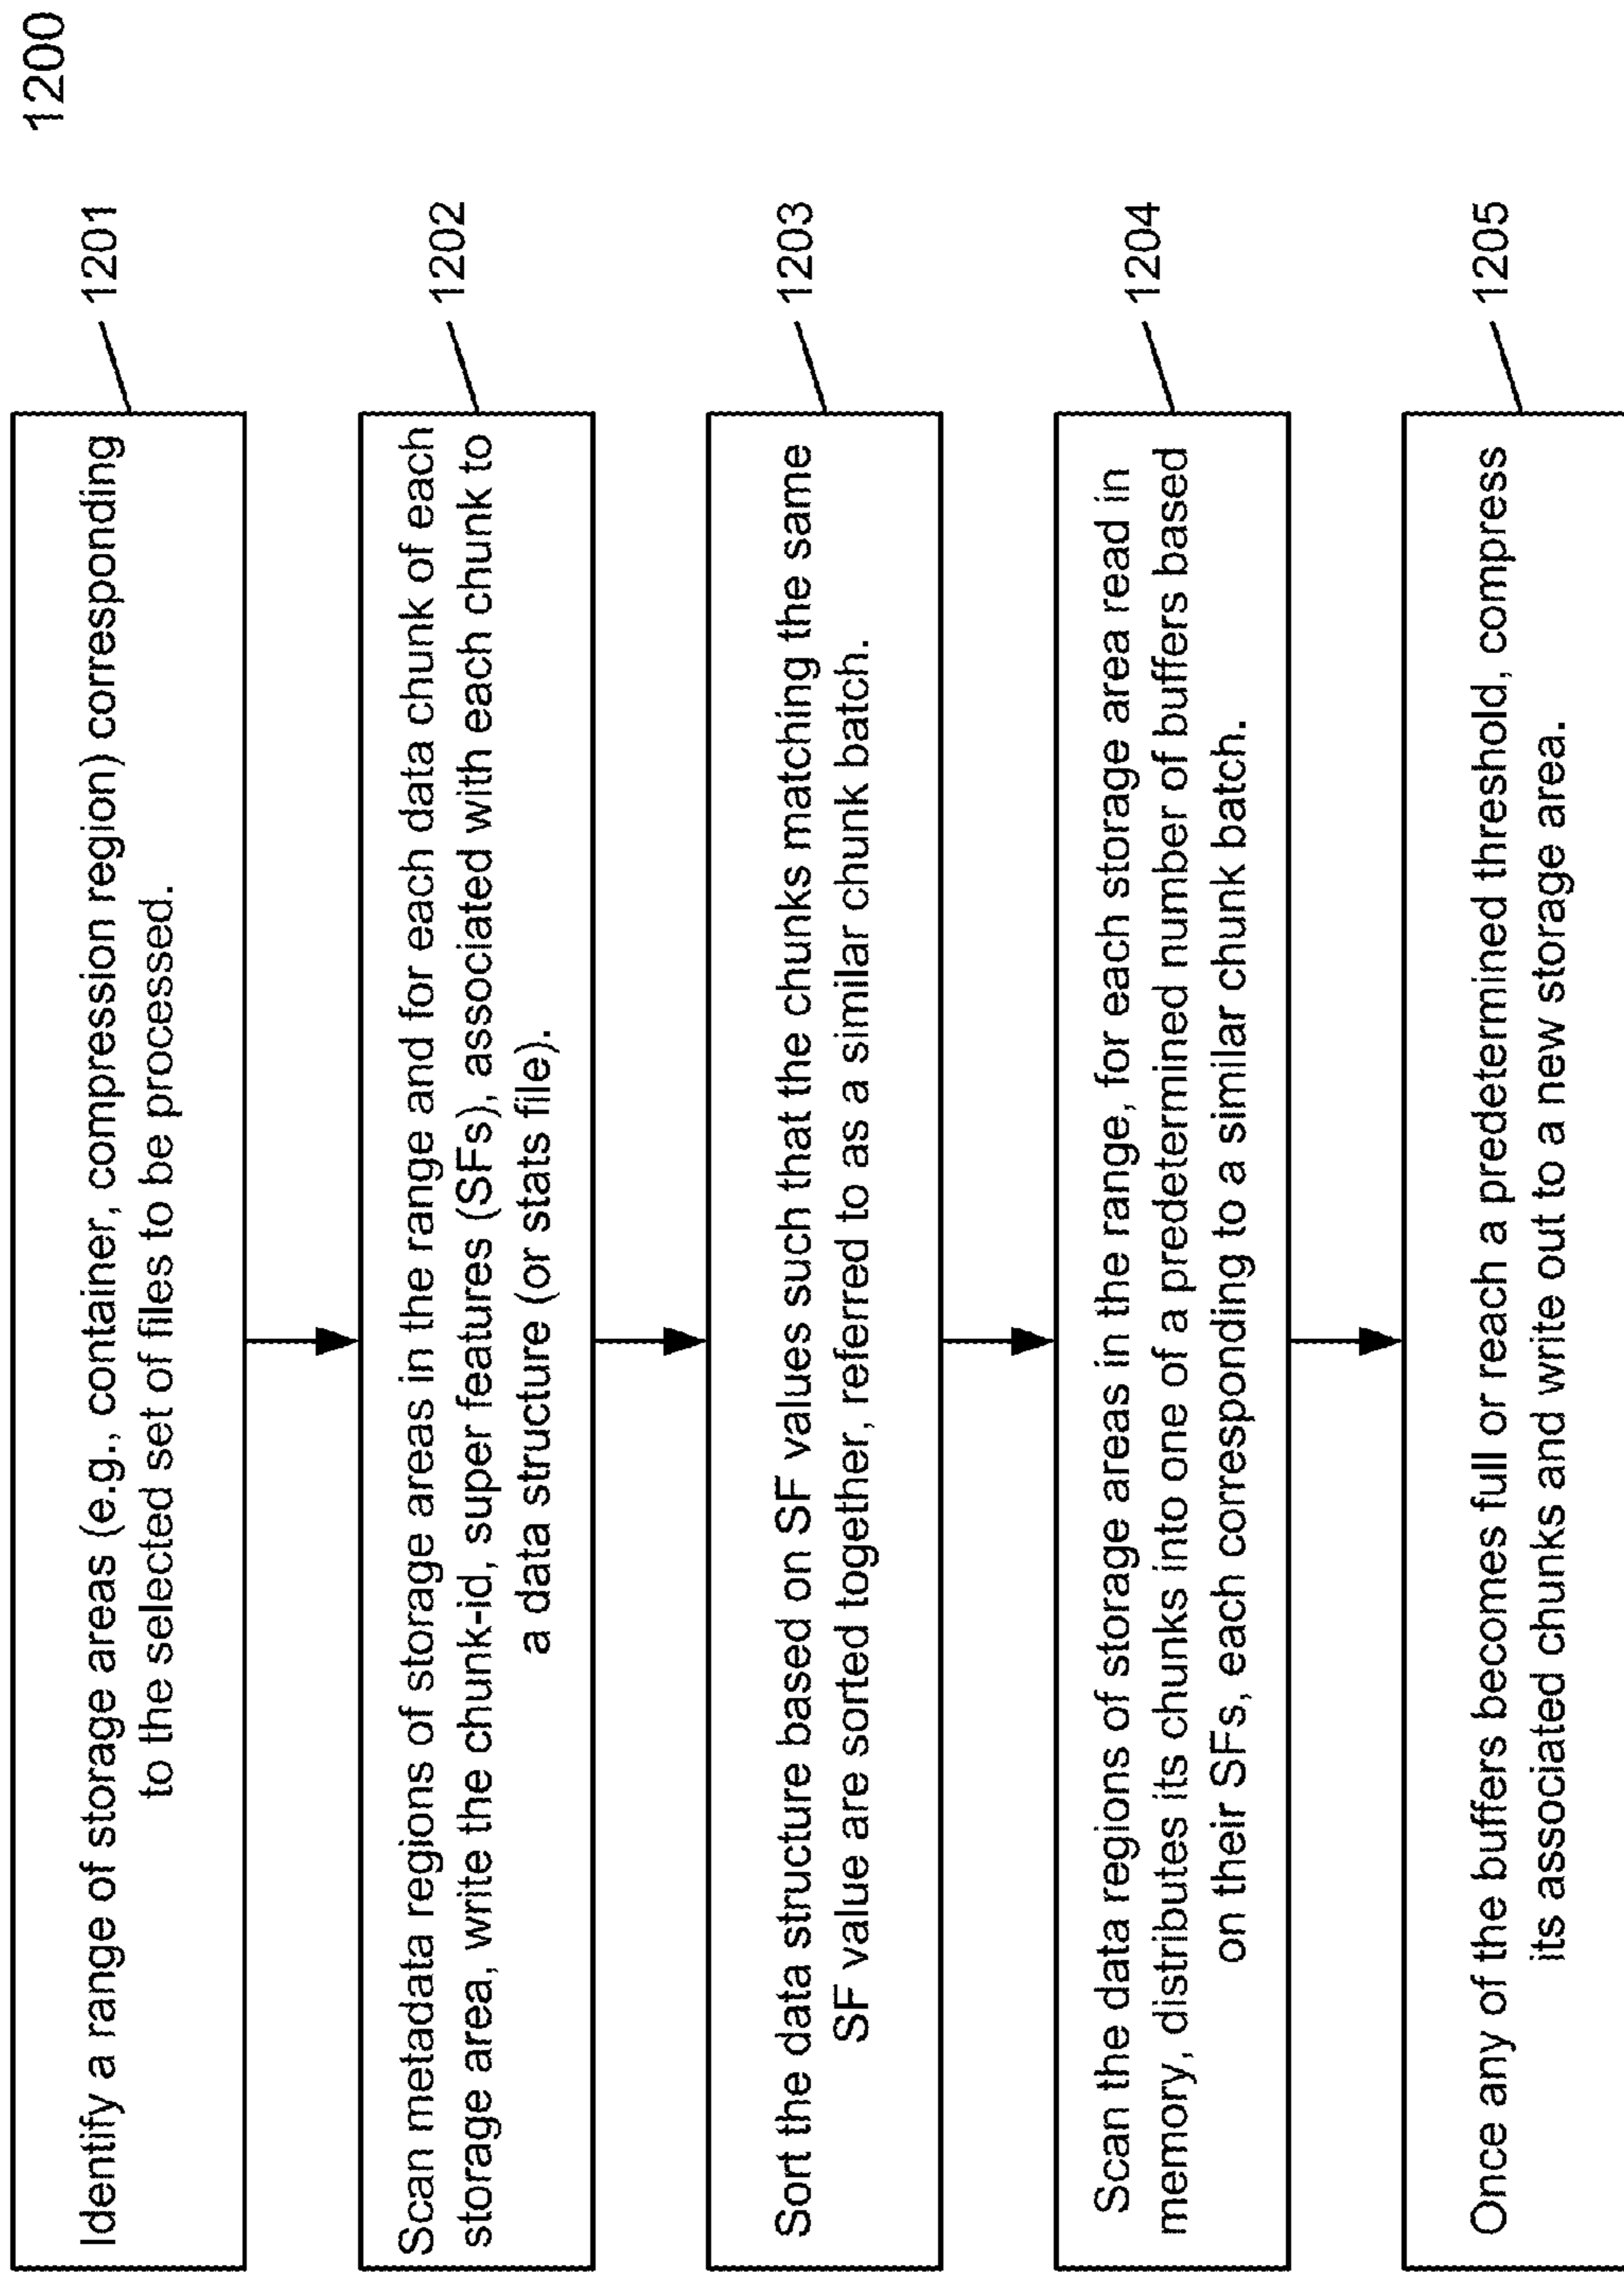 1200
Identify a range of storage areas (e.g., container, compression region) corresponding
to the selected set of files to be processed.
1201
Scan metadata regions of storage areas in the range and for each data chunk of each
storage area, write the chunk-id, super features (SFs), associated with each chunk to
a data structure (or stats file).
1202
Sort the data structure based on SF values such that the chunks matching the same
SF value are sorted together, referred to as a similar chunk batch.
1203
Scan the data regions of storage areas in the range, for each storage area read in
memory, distributes its chunks into one of a predetermined number of buffers based
on their SFs, each corresponding to a similar chunk batch.
1204
Once any of the buffers becomes full or reach a predetermined threshold, compress
its associated chunks and write out to a new storage area.
1205